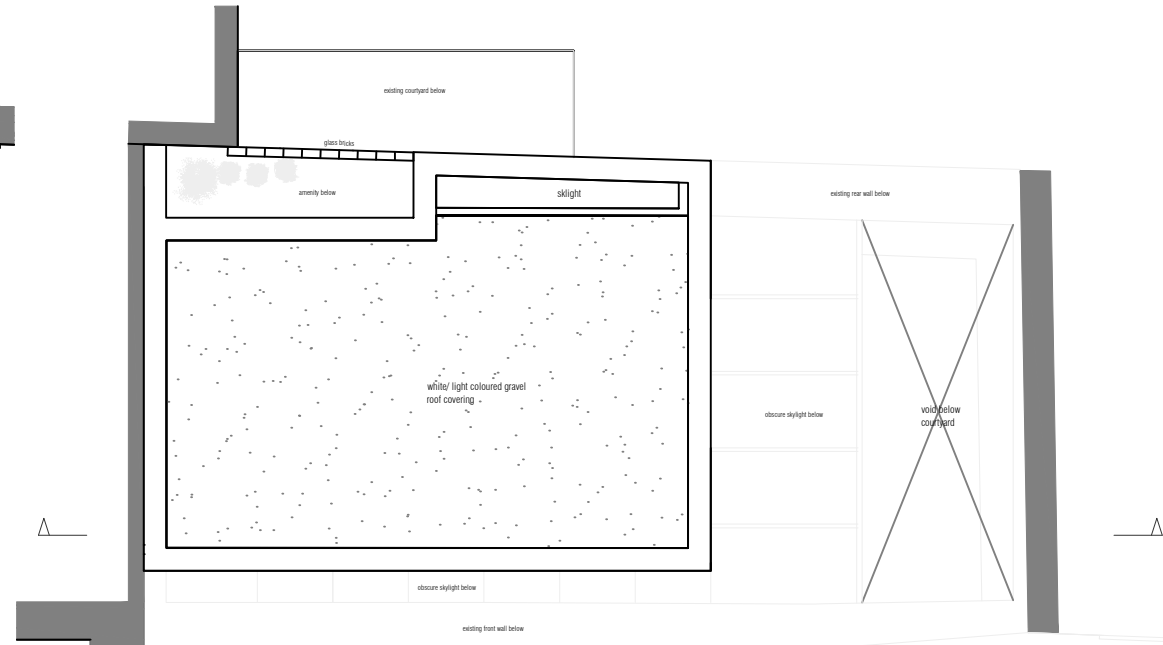 existing courtyard below
glass bricks
amenity below
sklight
existing rear wall below
white/ light coloured gravel
roof covering
obscure skylight below
void below
courtyard
obscure skylight below
existing front wall below